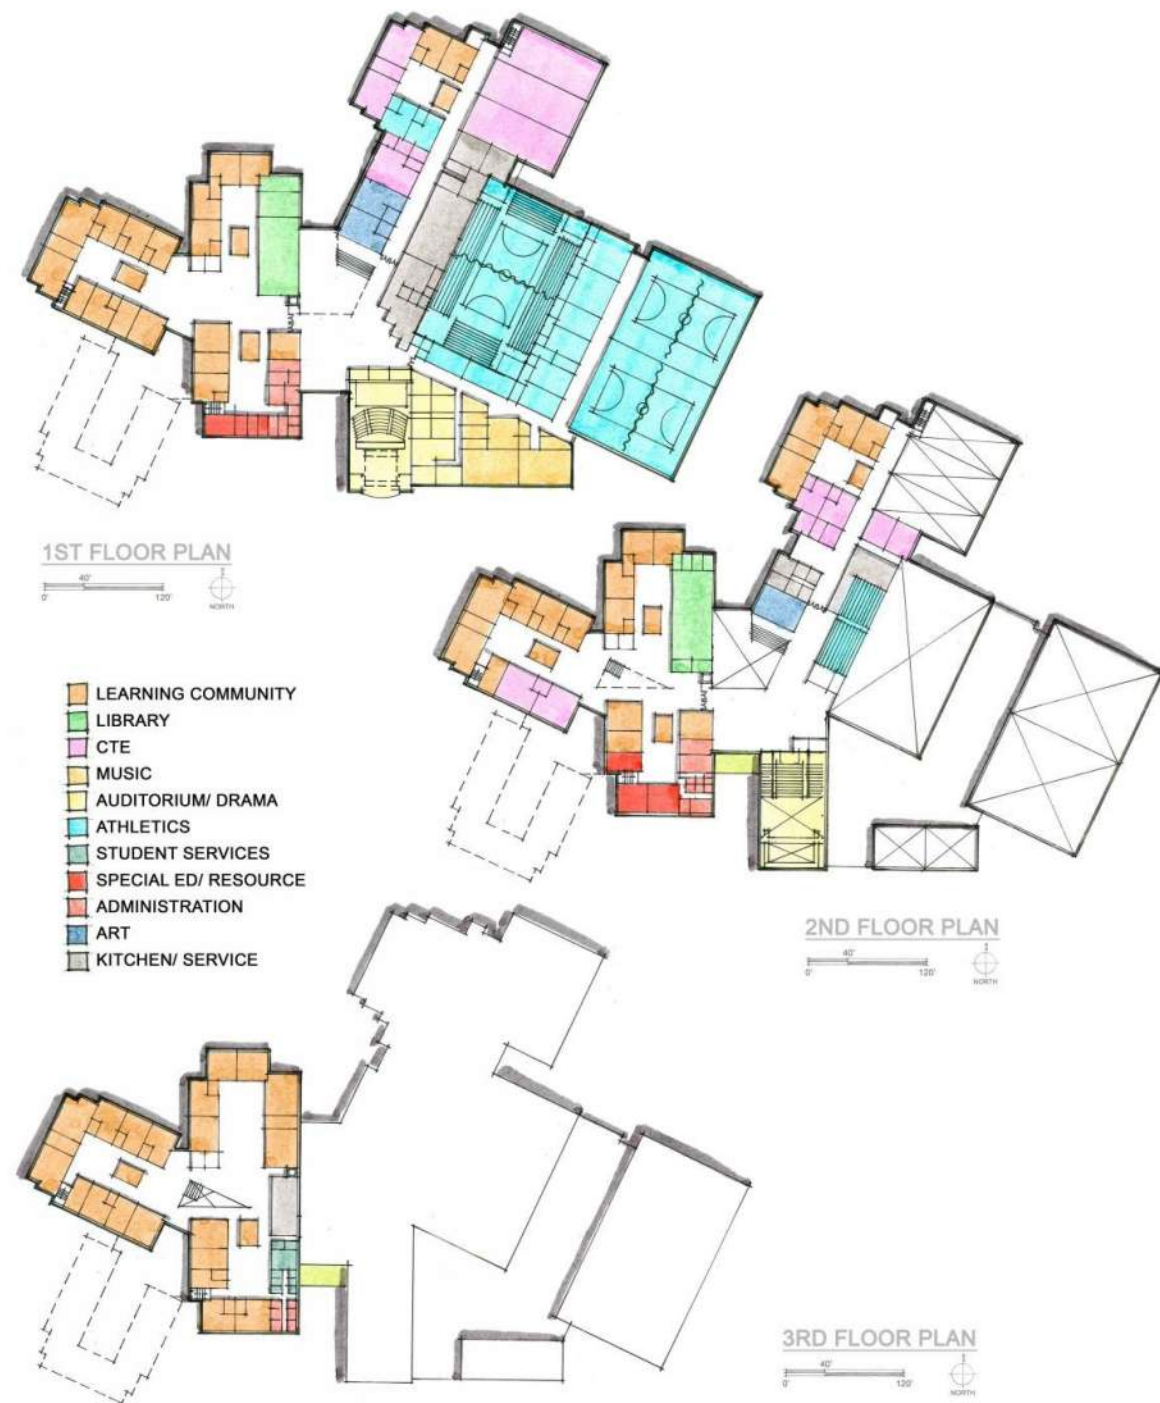 1ST FLOOR PLAN
40'
0' 120'
NORTH
LEARNING COMMUNITY
LIBRARY
CTE
MUSIC
AUDITORIUM/ DRAMA
ATHLETICS
STUDENT SERVICES
SPECIAL ED/ RESOURCE
ADMINISTRATION
ART
KITCHEN/ SERVICE
2ND FLOOR PLAN
40'
0' 120'
NORTH
3RD FLOOR PLAN
40'
0' 120'
NORTH